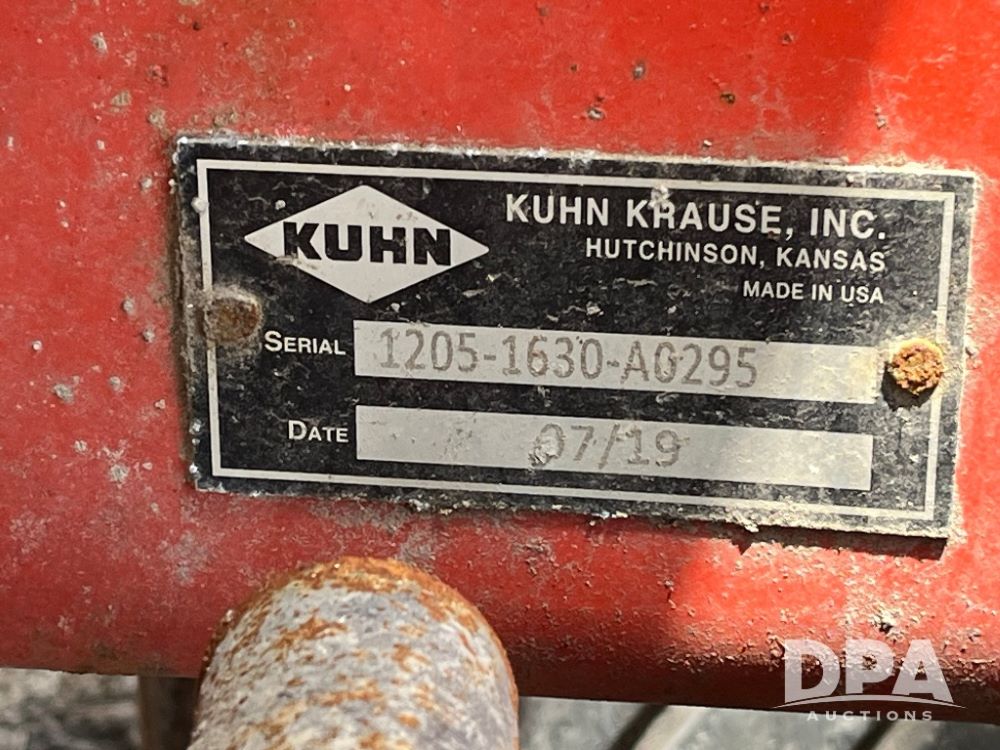 KUHN
KUHN KRAUSE, INC.
HUTCHINSON, KANSAS
MADE IN USA
SERIAL 1205-1630-A0295
DATE 07/19
DPA
AUCTIONS